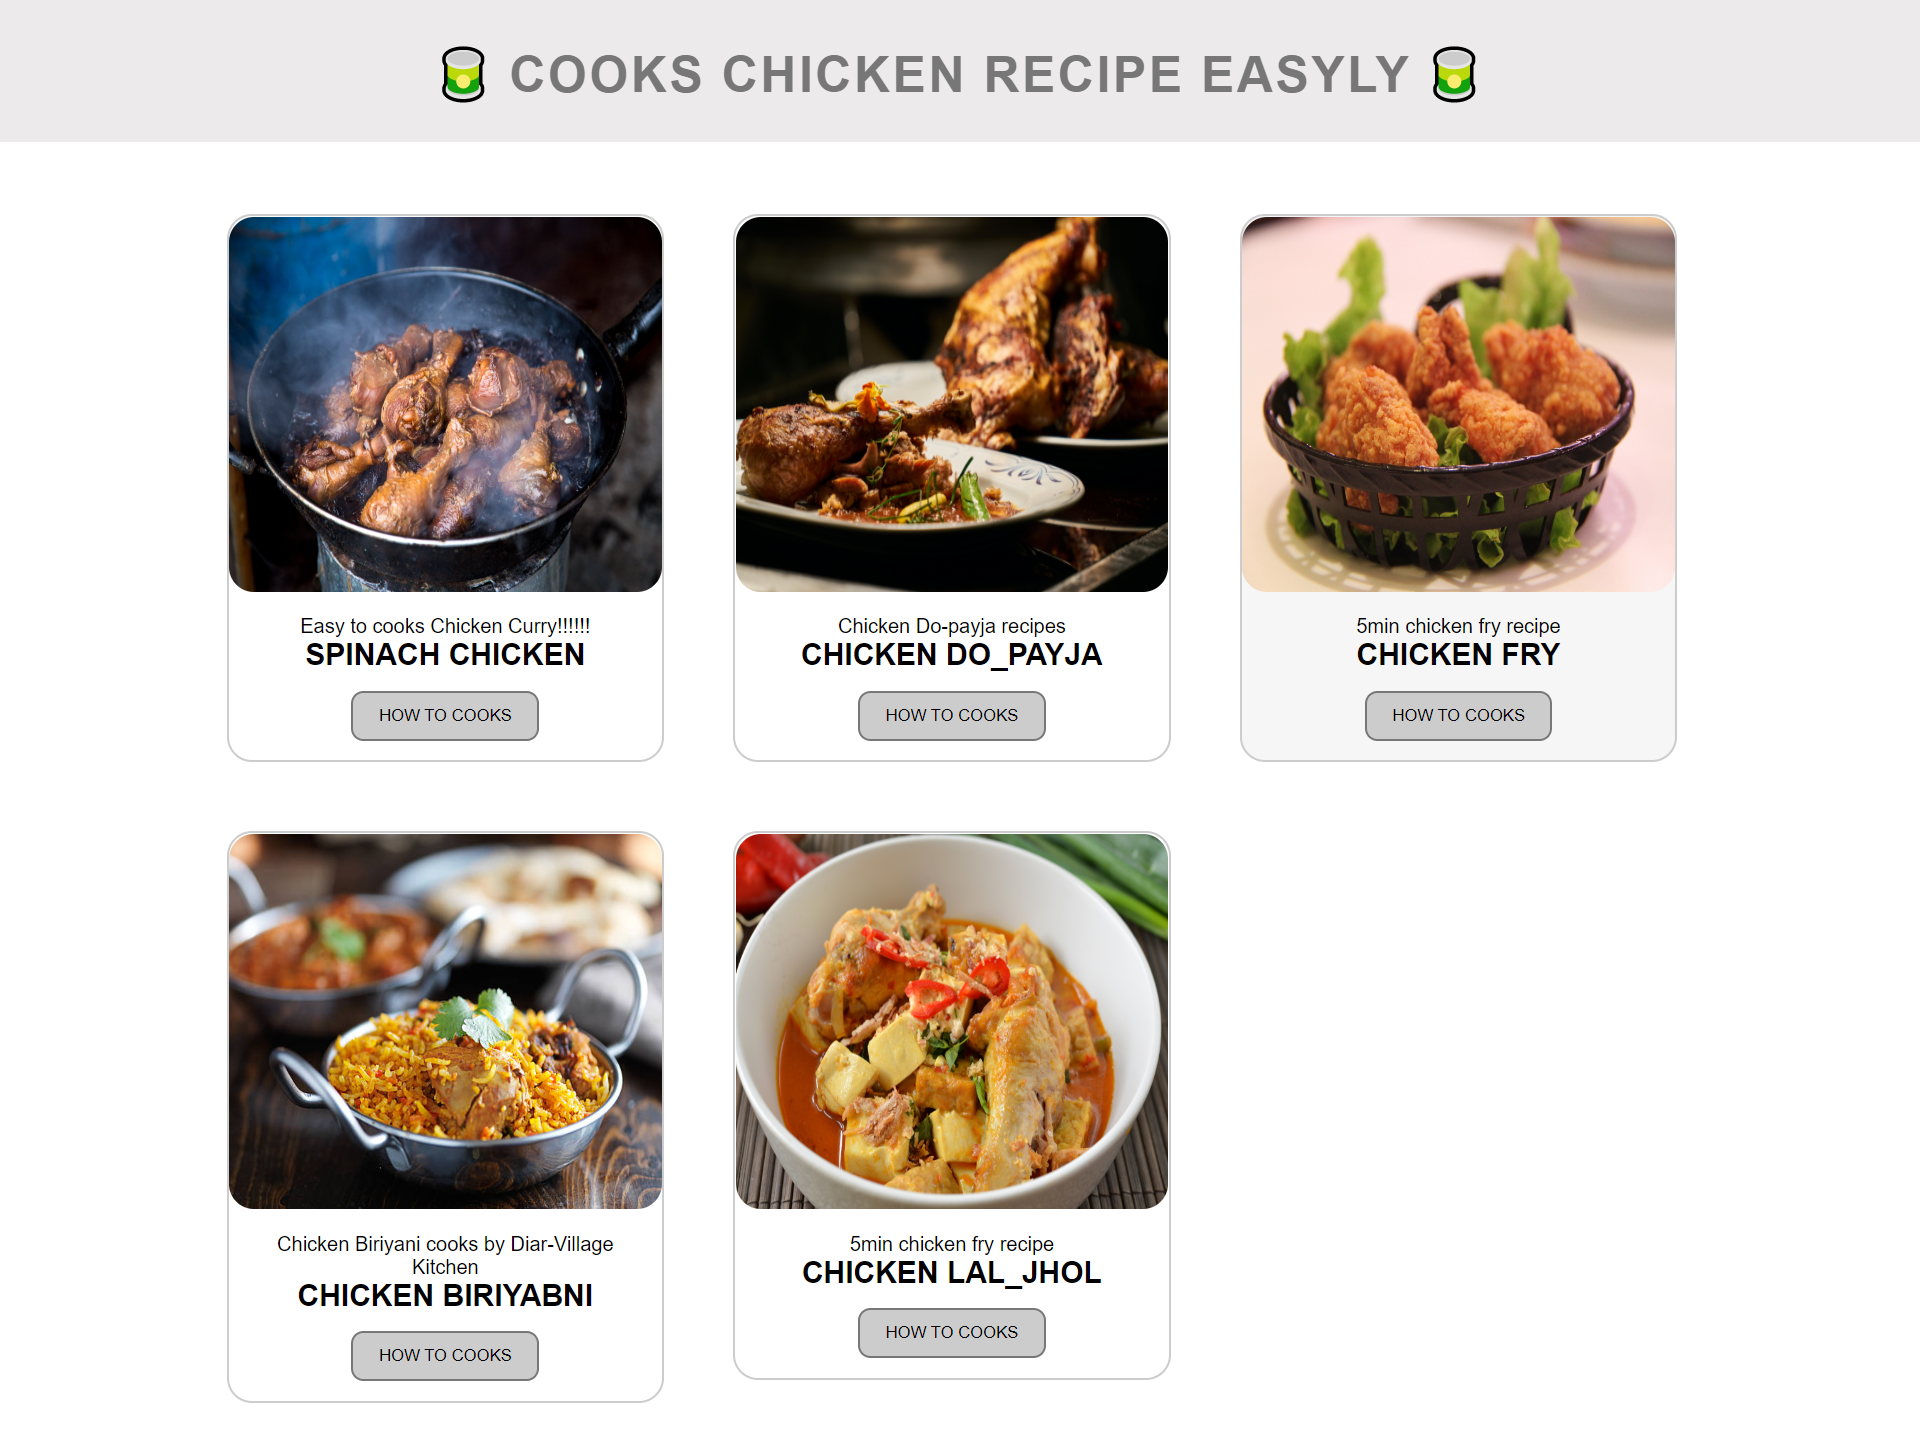 COOKS CHICKEN RECIPE EASYLY
Easy to cooks Chicken Curry!!!!!!
SPINACH CHICKEN
HOW TO COOKS
Chicken Do-payja recipes
CHICKEN DO_PAYJA
HOW TO COOKS
5min chicken fry recipe
CHICKEN FRY
HOW TO COOKS
Chicken Biriyani cooks by Diar-Village
Kitchen
CHICKEN BIRIYABNI
HOW TO COOKS
5min chicken fry recipe
CHICKEN LAL_JHOL
HOW TO COOKS